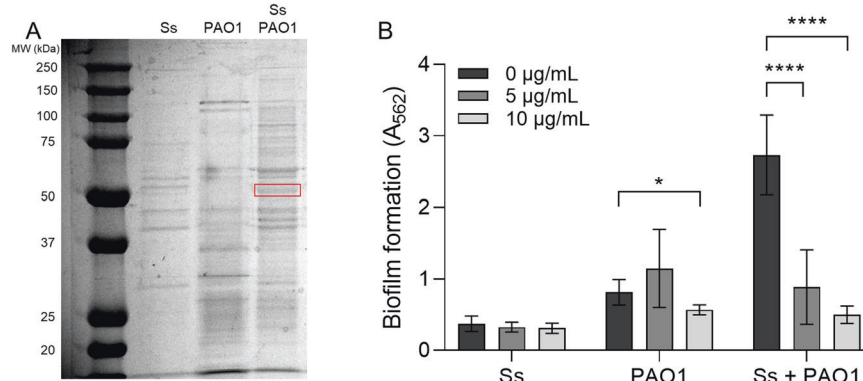 A
Ss
PAO1
Ss
PAO1
MW (kDa)
250
150
100
75
50
37
25
20
B
Biofilm formation (A562)
4
3
2
1
0
0 µg/mL
5 µg/mL
10 µg/mL
*
****
****
Ss
PAO1
Ss + PAO1